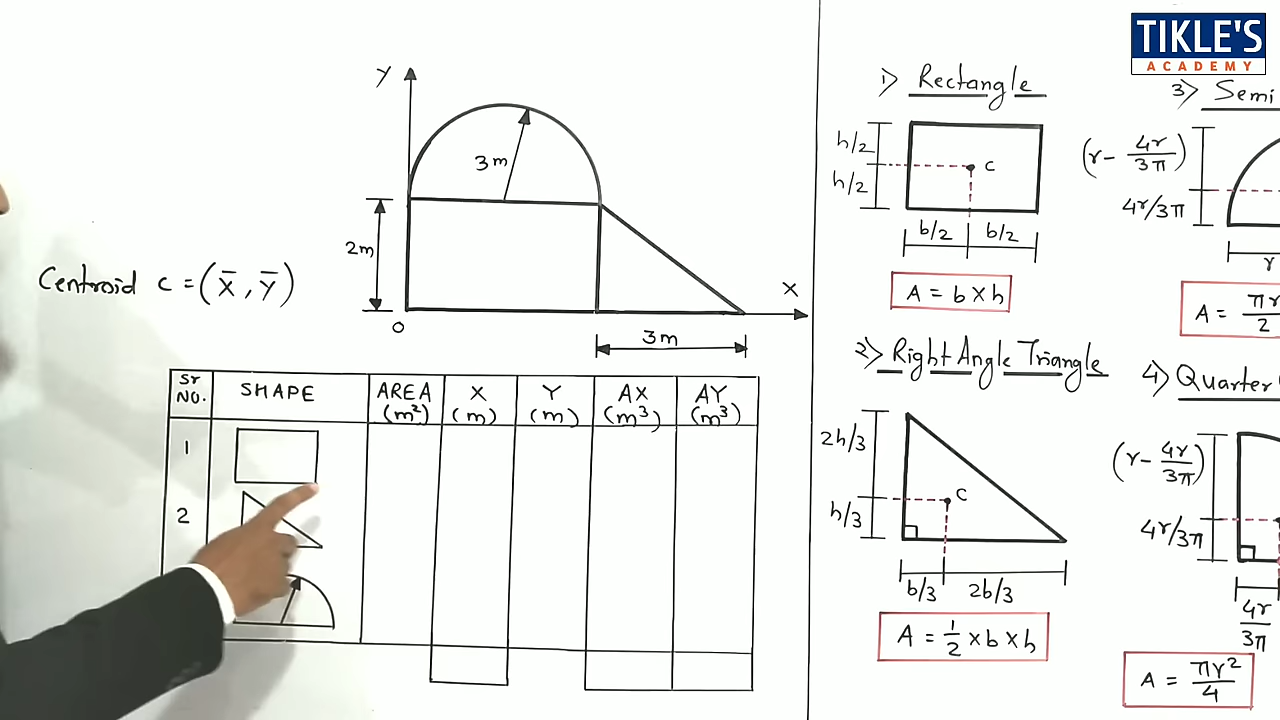 TIKLE'S
ACADEMY
Y
3m
2m
X
O
3m
Centroid C = (X̄, Ȳ)
Sr NO.
SHAPE
AREA (m²)
X (m)
Y (m)
AX (m³)
AY (m³)
1
2
1) Rectangle
h/2
h/2
C
b/2
b/2
A = b × h
2) Right Angle Triangle
2h/3
h/3
C
b/3
2b/3
A = 1/2 × b × h
3) Semi
(r - 4r/3π)
4r/3π
r
A = πr/2
4) Quarter
(r - 4r/3π)
4r/3π
4r/3π
A = πr²/4